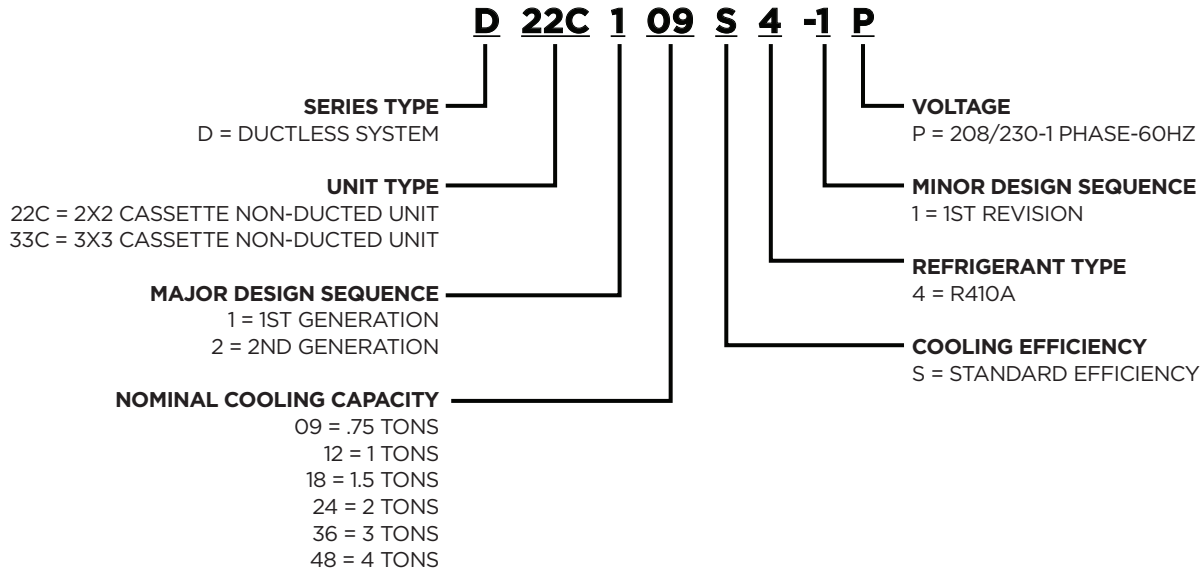 D 22C 1 09 S 4 -1 P
SERIES TYPE
D = DUCTLESS SYSTEM
UNIT TYPE
22C = 2X2 CASSETTE NON-DUCTED UNIT
33C = 3X3 CASSETTE NON-DUCTED UNIT
MAJOR DESIGN SEQUENCE
1 = 1ST GENERATION
2 = 2ND GENERATION
NOMINAL COOLING CAPACITY
09 = .75 TONS
12 = 1 TONS
18 = 1.5 TONS
24 = 2 TONS
36 = 3 TONS
48 = 4 TONS
VOLTAGE
P = 208/230-1 PHASE-60HZ
MINOR DESIGN SEQUENCE
1 = 1ST REVISION
REFRIGERANT TYPE
4 = R410A
COOLING EFFICIENCY
S = STANDARD EFFICIENCY